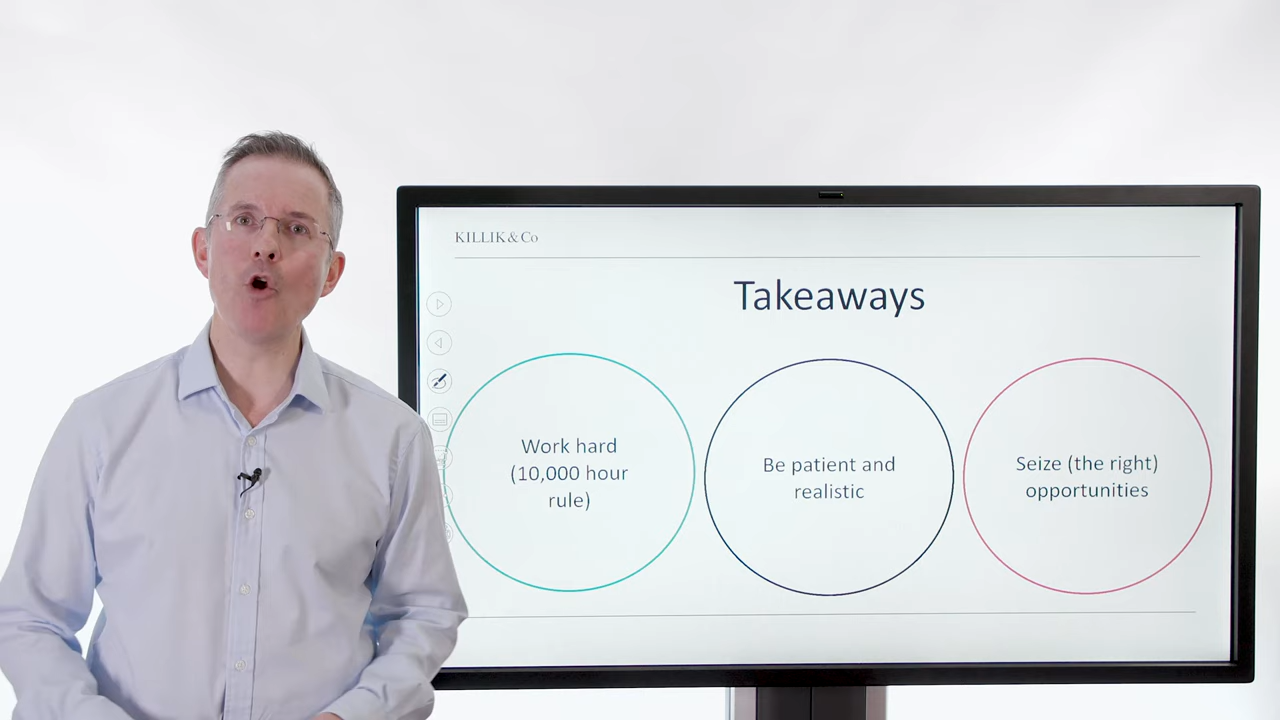 KILLIK & Co
Takeaways
Work hard
(10,000 hour
rule)
Be patient and
realistic
Seize (the right)
opportunities